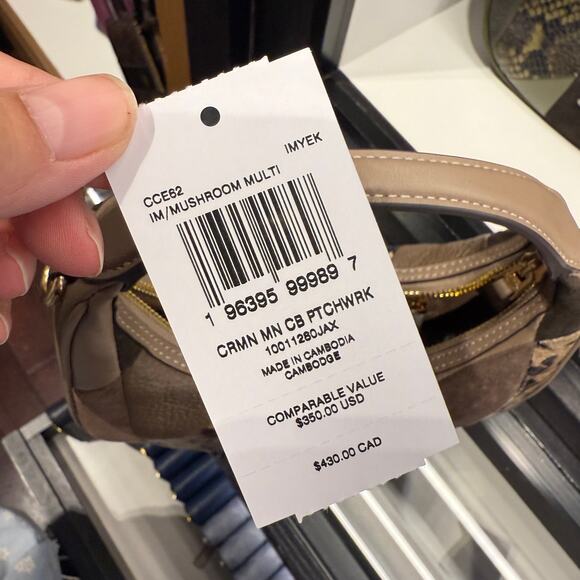 CCE62 IMYEK
IM/MUSHROOM MULTI
1 96395 99989 7
CRMN MN CB PTCHWRK
10011280JAX
MADE IN CAMBODIA
CAMBODGE
COMPARABLE VALUE
$350.00 USD
$430.00 CAD